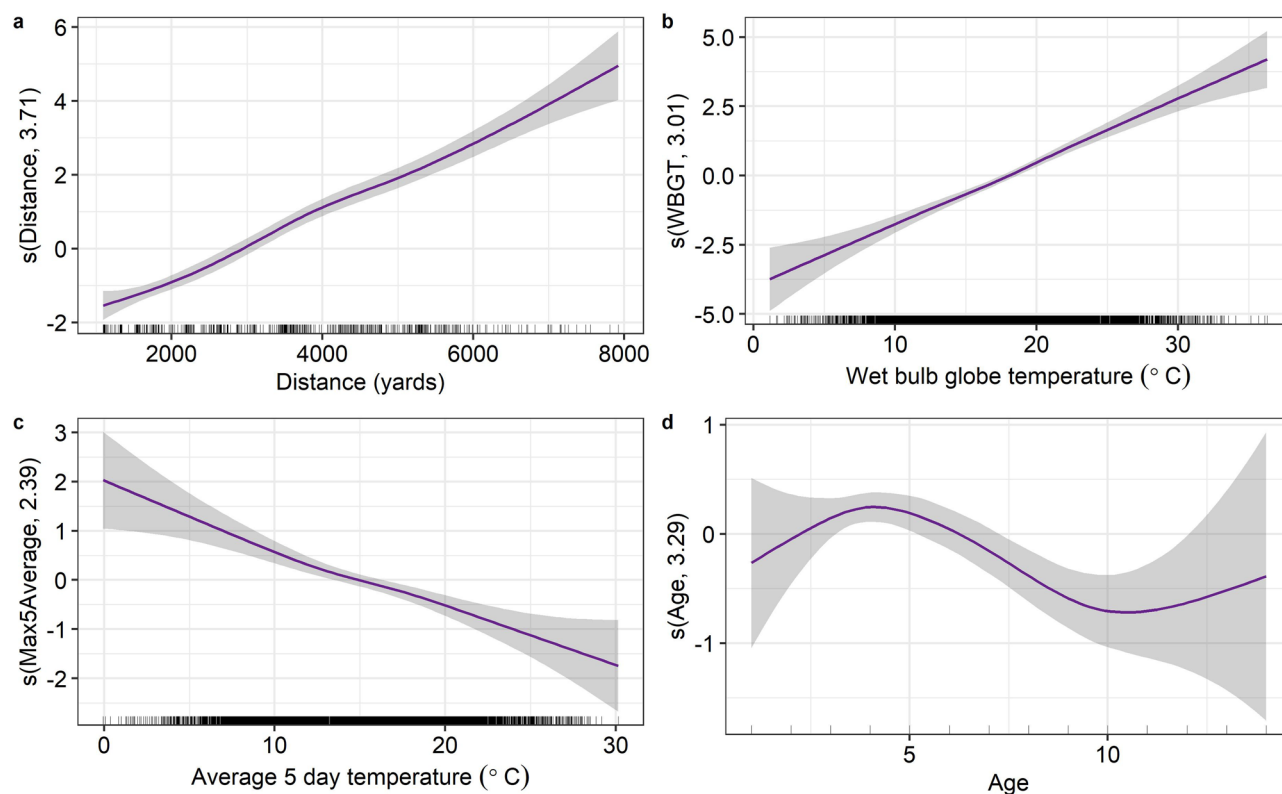 a
6
4
2
0
-2
s(Distance, 3.71)
2000 4000 6000 8000
Distance (yards)
b
5.0
2.5
0.0
-2.5
-5.0
s(WBGT, 3.01)
0 10 20 30
Wet bulb globe temperature (° C)
c
3
2
1
0
-1
-2
s(Max5Average, 2.39)
0 10 20 30
Average 5 day temperature (° C)
d
1
0
-1
s(Age, 3.29)
5 10
Age